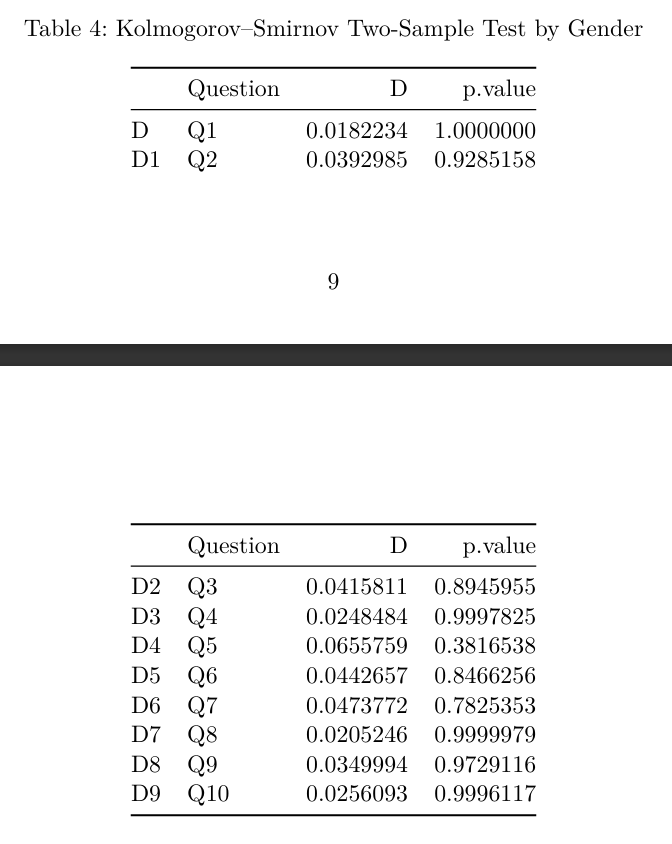 Table 4: Kolmogorov–Smirnov Two-Sample Test by Gender
Question D p.value
D Q1 0.0182234 1.0000000
D1 Q2 0.0392985 0.9285158
9
Question D p.value
D2 Q3 0.0415811 0.8945955
D3 Q4 0.0248484 0.9997825
D4 Q5 0.0655759 0.3816538
D5 Q6 0.0442657 0.8466256
D6 Q7 0.0473772 0.7825353
D7 Q8 0.0205246 0.9999979
D8 Q9 0.0349994 0.9729116
D9 Q10 0.0256093 0.9996117